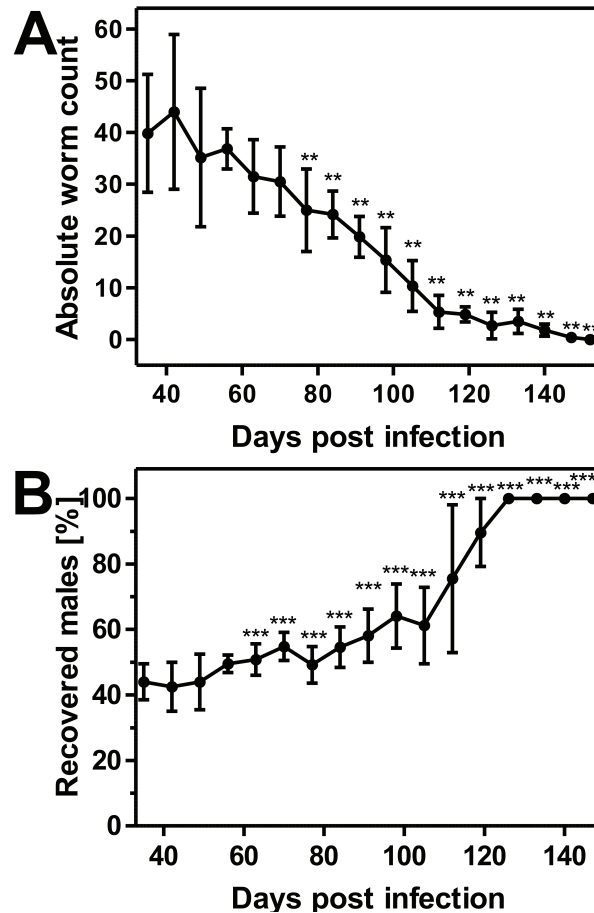 A
Absolute worm count
60
50
40
30
20
10
0
** ** ** ** ** ** ** ** ** ** ** **
40 60 80 100 120 140
Days post infection
B
Recovered males [%]
100
80
60
40
20
0
*** *** *** *** *** *** *** *** *** *** *** *** ***
40 60 80 100 120 140
Days post infection